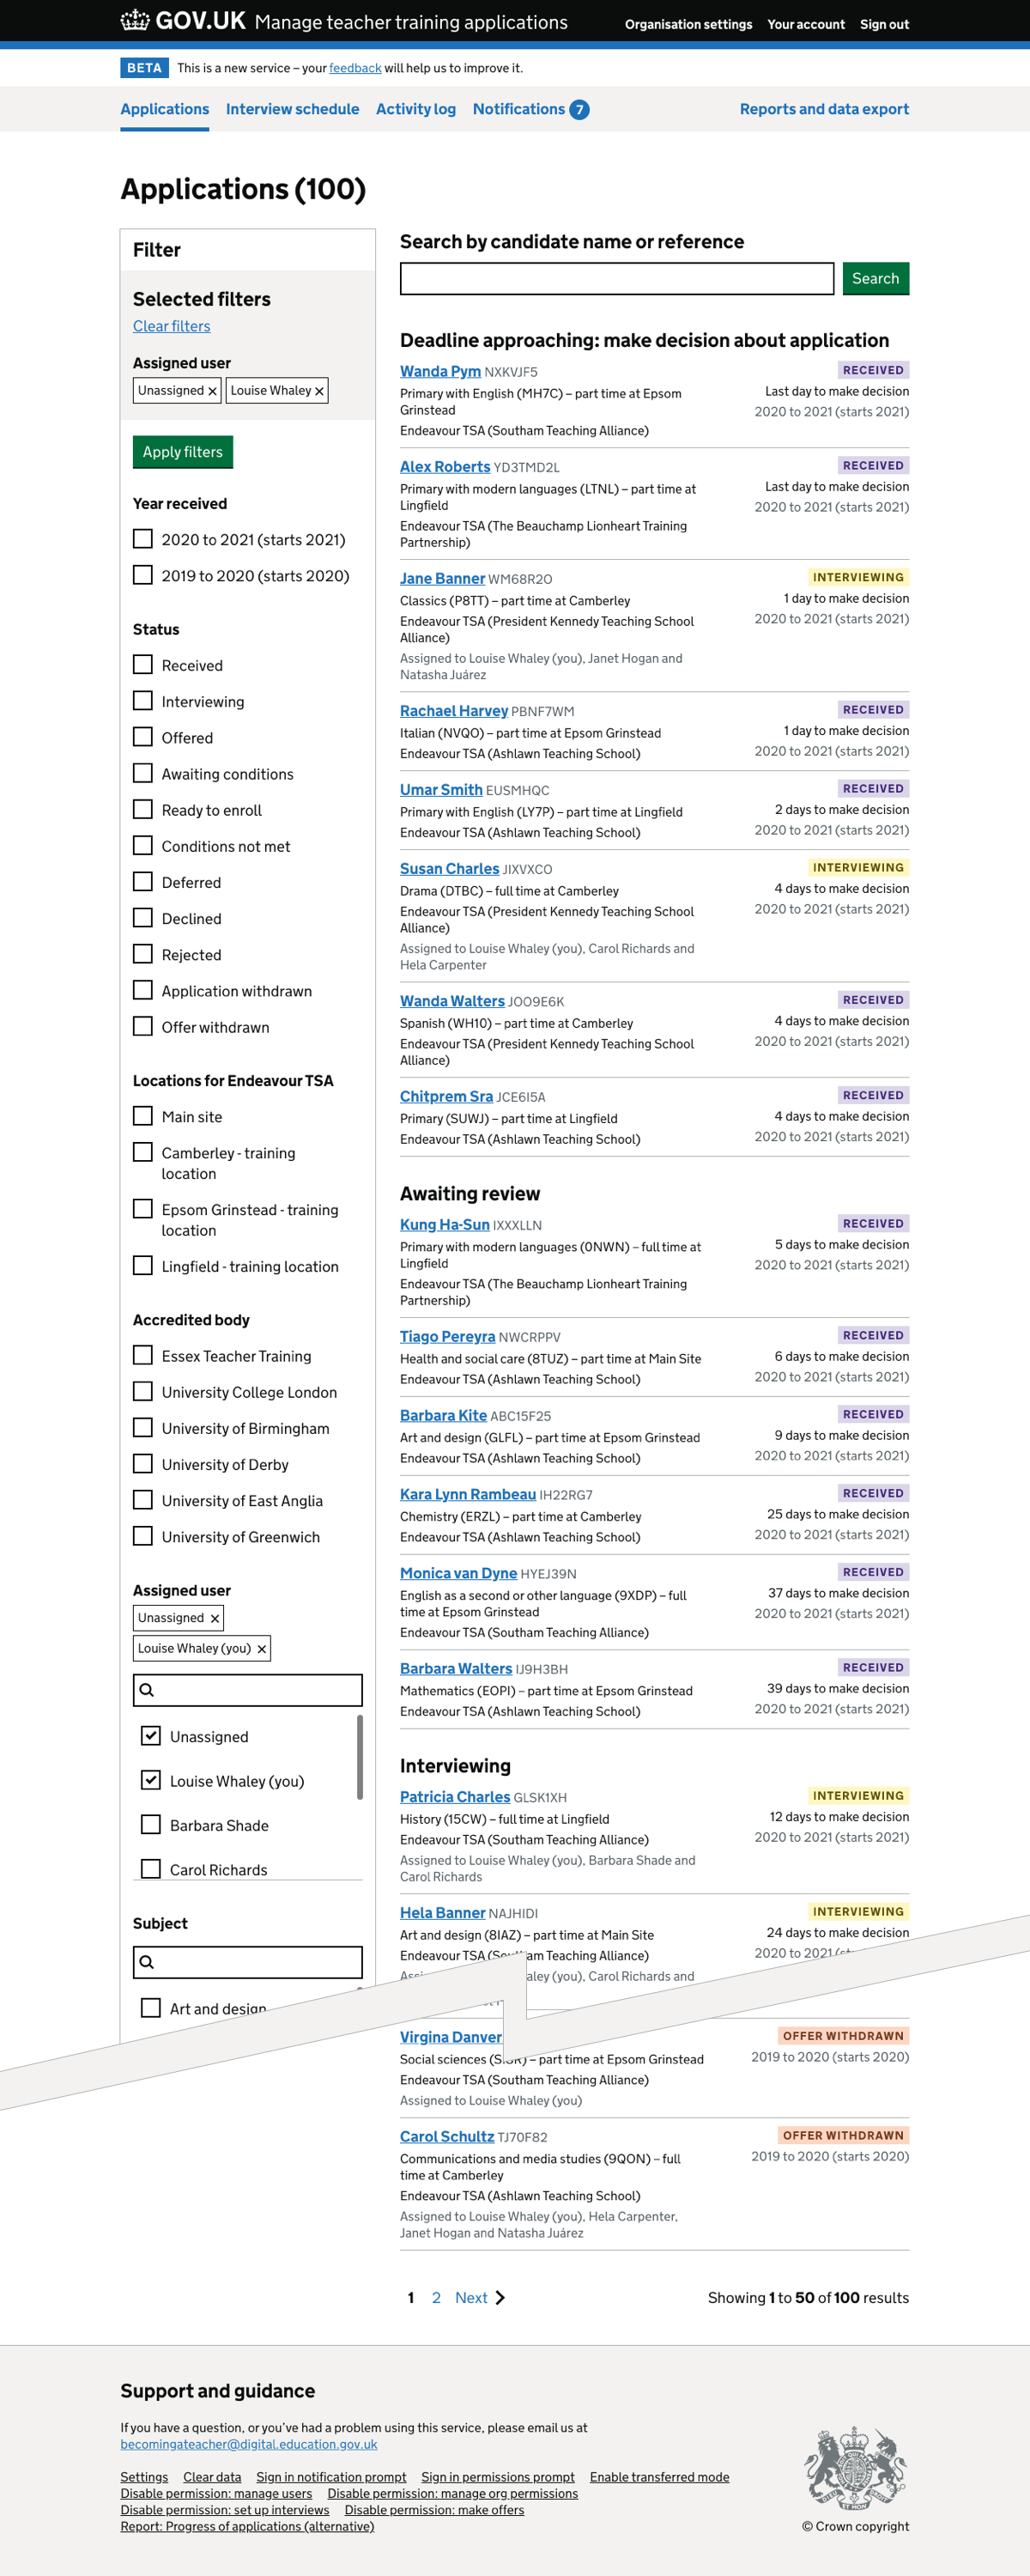 GOV.UK Manage teacher training applications
Organisation settings Your account Sign out
BETA This is a new service – your feedback will help us to improve it.
Applications Interview schedule Activity log Notifications 7 Reports and data export
Applications (100)
Filter
Selected filters
Clear filters
Assigned user
Unassigned Louise Whaley
Apply filters
Year received
2020 to 2021 (starts 2021)
2019 to 2020 (starts 2020)
Status
Received
Interviewing
Offered
Awaiting conditions
Ready to enroll
Conditions not met
Deferred
Declined
Rejected
Application withdrawn
Offer withdrawn
Locations for Endeavour TSA
Main site
Camberley - training
location
Epsom Grinstead - training
location
Lingfield - training location
Accredited body
Essex Teacher Training
University College London
University of Birmingham
University of Derby
University of East Anglia
University of Greenwich
Assigned user
Unassigned
Louise Whaley (you)
Unassigned
Louise Whaley (you)
Barbara Shade
Carol Richards
Subject
Art and design
Search by candidate name or reference
Search
Deadline approaching: make decision about application
Wanda Pym NXKVJF5
RECEIVED
Primary with English (MH7C) – part time at Epsom
Grinstead
Endeavour TSA (Southam Teaching Alliance)
Last day to make decision
2020 to 2021 (starts 2021)
Alex Roberts YD3TMD2L
RECEIVED
Primary with modern languages (LTNL) – part time at
Lingfield
Endeavour TSA (The Beauchamp Lionheart Training
Partnership)
Last day to make decision
2020 to 2021 (starts 2021)
Jane Banner WM68R2O
INTERVIEWING
Classics (P8TT) – part time at Camberley
Endeavour TSA (President Kennedy Teaching School
Alliance)
Assigned to Louise Whaley (you), Janet Hogan and
Natasha Juárez
1 day to make decision
2020 to 2021 (starts 2021)
Rachael Harvey PBNF7WM
RECEIVED
Italian (NVQO) – part time at Epsom Grinstead
Endeavour TSA (Ashlawn Teaching School)
1 day to make decision
2020 to 2021 (starts 2021)
Umar Smith EUSMHQC
RECEIVED
Primary with English (LY7P) – part time at Lingfield
Endeavour TSA (Ashlawn Teaching School)
2 days to make decision
2020 to 2021 (starts 2021)
Susan Charles JIXVXCO
INTERVIEWING
Drama (DTBC) – full time at Camberley
Endeavour TSA (President Kennedy Teaching School
Alliance)
Assigned to Louise Whaley (you), Carol Richards and
Hela Carpenter
4 days to make decision
2020 to 2021 (starts 2021)
Wanda Walters JOO9E6K
RECEIVED
Spanish (WH10) – part time at Camberley
Endeavour TSA (President Kennedy Teaching School
Alliance)
4 days to make decision
2020 to 2021 (starts 2021)
Chitprem Sra JCE6I5A
RECEIVED
Primary (SUWJ) – part time at Lingfield
Endeavour TSA (Ashlawn Teaching School)
4 days to make decision
2020 to 2021 (starts 2021)
Awaiting review
Kung Ha-Sun IXXXLLN
RECEIVED
Primary with modern languages (0NWN) – full time at
Lingfield
Endeavour TSA (The Beauchamp Lionheart Training
Partnership)
5 days to make decision
2020 to 2021 (starts 2021)
Tiago Pereyra NWCRPPV
RECEIVED
Health and social care (8TUZ) – part time at Main Site
Endeavour TSA (Ashlawn Teaching School)
6 days to make decision
2020 to 2021 (starts 2021)
Barbara Kite ABC15F25
RECEIVED
Art and design (GLFL) – part time at Epsom Grinstead
Endeavour TSA (Ashlawn Teaching School)
9 days to make decision
2020 to 2021 (starts 2021)
Kara Lynn Rambeau IH22RG7
RECEIVED
Chemistry (ERZL) – part time at Camberley
Endeavour TSA (Ashlawn Teaching School)
25 days to make decision
2020 to 2021 (starts 2021)
Monica van Dyne HYEJ39N
RECEIVED
English as a second or other language (9XDP) – full
time at Epsom Grinstead
Endeavour TSA (Southam Teaching Alliance)
37 days to make decision
2020 to 2021 (starts 2021)
Barbara Walters IJ9H3BH
RECEIVED
Mathematics (EOPI) – part time at Epsom Grinstead
Endeavour TSA (Ashlawn Teaching School)
39 days to make decision
2020 to 2021 (starts 2021)
Interviewing
Patricia Charles GLSK1XH
INTERVIEWING
History (15CW) – full time at Lingfield
Endeavour TSA (Southam Teaching Alliance)
Assigned to Louise Whaley (you), Barbara Shade and
Carol Richards
12 days to make decision
2020 to 2021 (starts 2021)
Hela Banner NAJHIDI
INTERVIEWING
Art and design (8IAZ) – part time at Main Site
Endeavour TSA (Southam Teaching Alliance)
(you), Carol Richards and
24 days to make decision
2020 to 2021
Virgina Danver
OFFER WITHDRAWN
Social sciences – part time at Epsom Grinstead
Endeavour TSA (Southam Teaching Alliance)
Assigned to Louise Whaley (you)
2019 to 2020 (starts 2020)
Carol Schultz TJ70F82
OFFER WITHDRAWN
Communications and media studies (9QON) – full
time at Camberley
Endeavour TSA (Ashlawn Teaching School)
Assigned to Louise Whaley (you), Hela Carpenter,
Janet Hogan and Natasha Juárez
2019 to 2020 (starts 2020)
1 2 Next
Showing 1 to 50 of 100 results
Support and guidance
If you have a question, or you’ve had a problem using this service, please email us at
becomingateacher@digital.education.gov.uk
Settings Clear data Sign in notification prompt Sign in permissions prompt Enable transferred mode
Disable permission: manage users Disable permission: manage org permissions
Disable permission: set up interviews Disable permission: make offers
Report: Progress of applications (alternative)
© Crown copyright